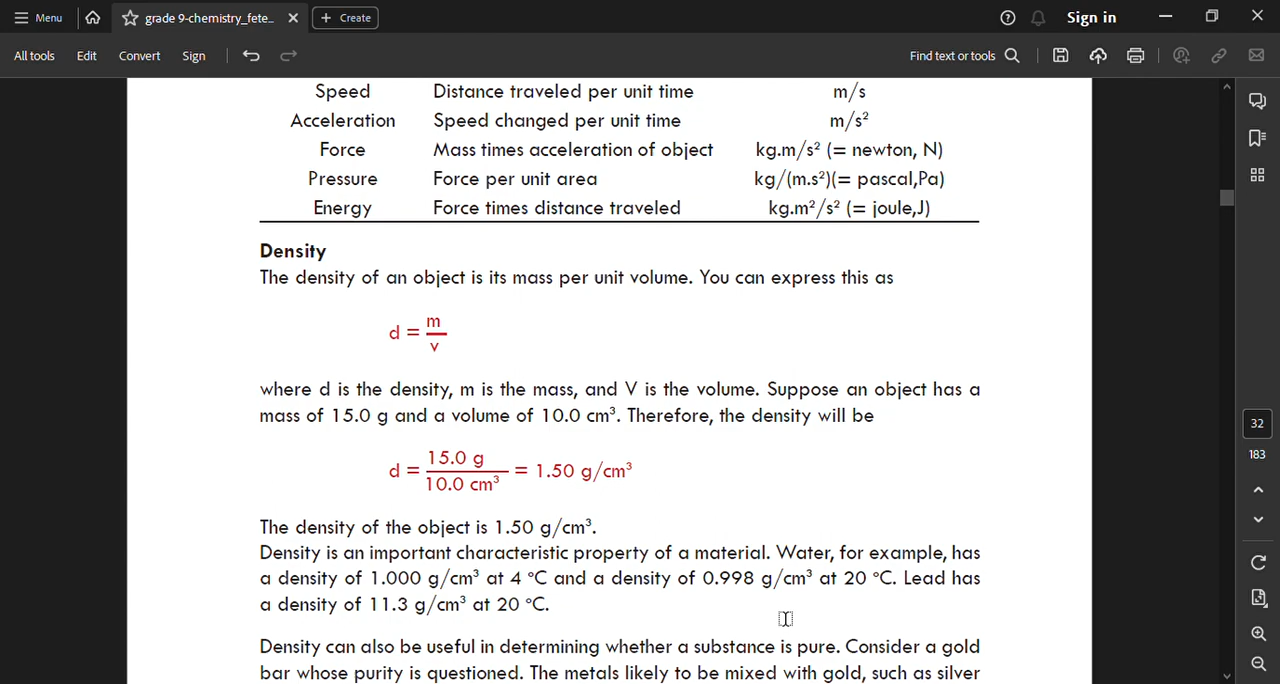 Menu grade 9-chemistry_fete... Create Sign in
All tools Edit Convert Sign Find text or tools
Speed Distance traveled per unit time m/s
Acceleration Speed changed per unit time m/s²
Force Mass times acceleration of object kg.m/s² (= newton, N)
Pressure Force per unit area kg/(m.s²)(= pascal,Pa)
Energy Force times distance traveled kg.m²/s² (= joule,J)
Density
The density of an object is its mass per unit volume. You can express this as
d = m/v
where d is the density, m is the mass, and V is the volume. Suppose an object has a
mass of 15.0 g and a volume of 10.0 cm³. Therefore, the density will be
d = 15.0 g/10.0 cm³ = 1.50 g/cm³
The density of the object is 1.50 g/cm³.
Density is an important characteristic property of a material. Water, for example, has
a density of 1.000 g/cm³ at 4 °C and a density of 0.998 g/cm³ at 20 °C. Lead has
a density of 11.3 g/cm³ at 20 °C.
Density can also be useful in determining whether a substance is pure. Consider a gold
bar whose purity is questioned. The metals likely to be mixed with gold, such as silver
32
183